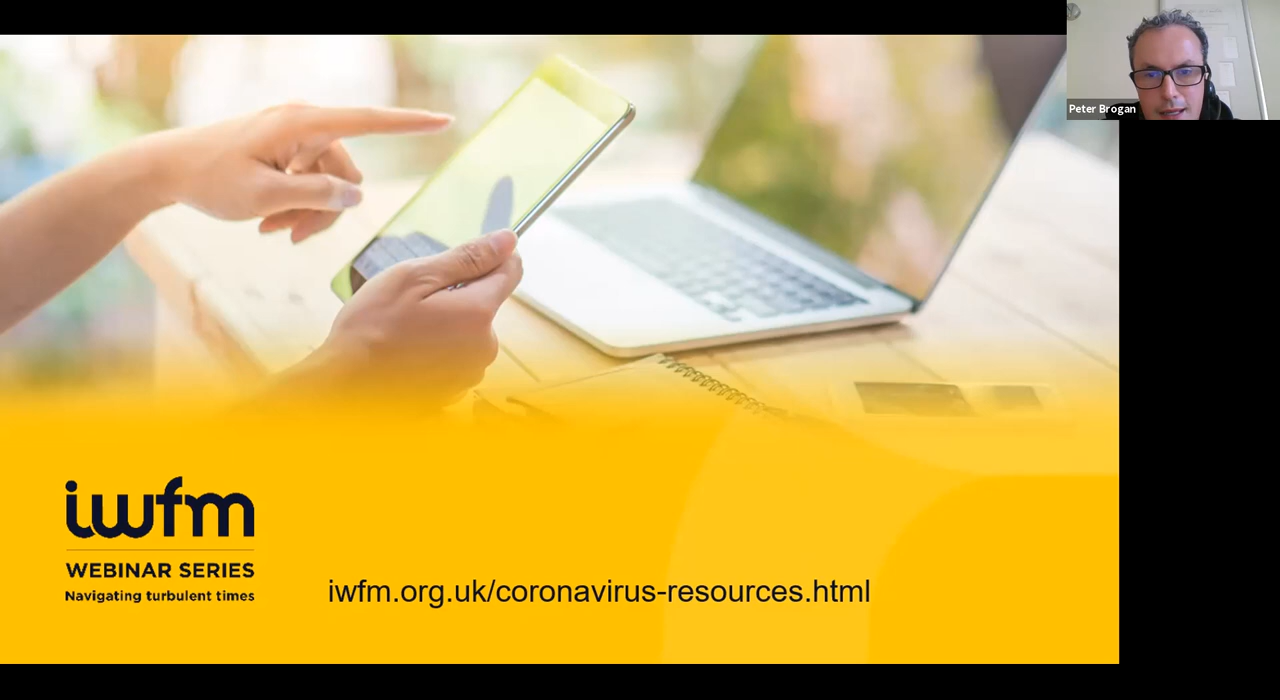 Peter Brogan
iwfm
WEBINAR SERIES
Navigating turbulent times
iwfm.org.uk/coronavirus-resources.html